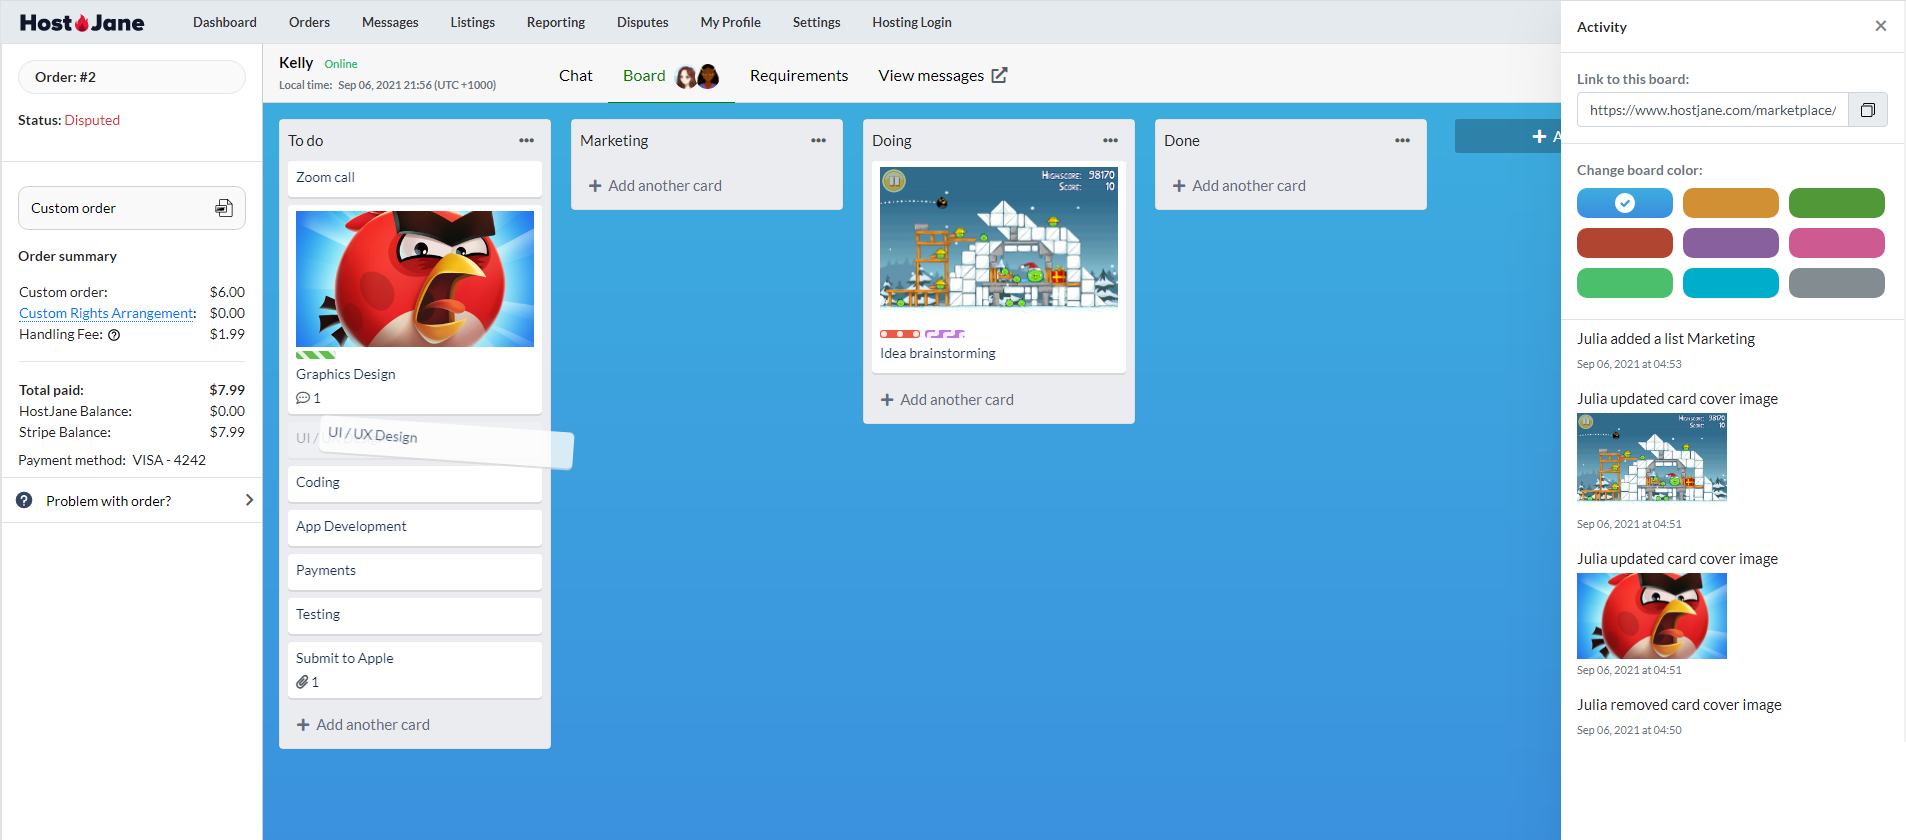 Host Jane
Dashboard
Orders
Messages
Listings
Reporting
Disputes
My Profile
Settings
Hosting Login
Order: #2
Status: Disputed
Custom order
Order summary
Custom order: $6.00
Custom Rights Arrangement: $0.00
Handling Fee: $1.99
Total paid: $7.99
HostJane Balance: $0.00
Stripe Balance: $7.99
Payment method: VISA - 4242
Problem with order?
Kelly Online
Local time: Sep 06, 2021 21:56 (UTC +1000)
Chat
Board
Requirements
View messages
To do
Zoom call
Graphics Design
1
UI /
UI / UX Design
Coding
App Development
Payments
Testing
Submit to Apple
1
+ Add another card
Marketing
+ Add another card
Doing
Highscore: 98170
Score: 10
Idea brainstorming
+ Add another card
Done
+ Add another card
+ A
Activity
×
Link to this board:
https://www.hostjane.com/marketplace/
Change board color:
Julia added a list Marketing
Sep 06, 2021 at 04:53
Julia updated card cover image
Highscore: 98170
Score: 10
Sep 06, 2021 at 04:51
Julia updated card cover image
Sep 06, 2021 at 04:51
Julia removed card cover image
Sep 06, 2021 at 04:50